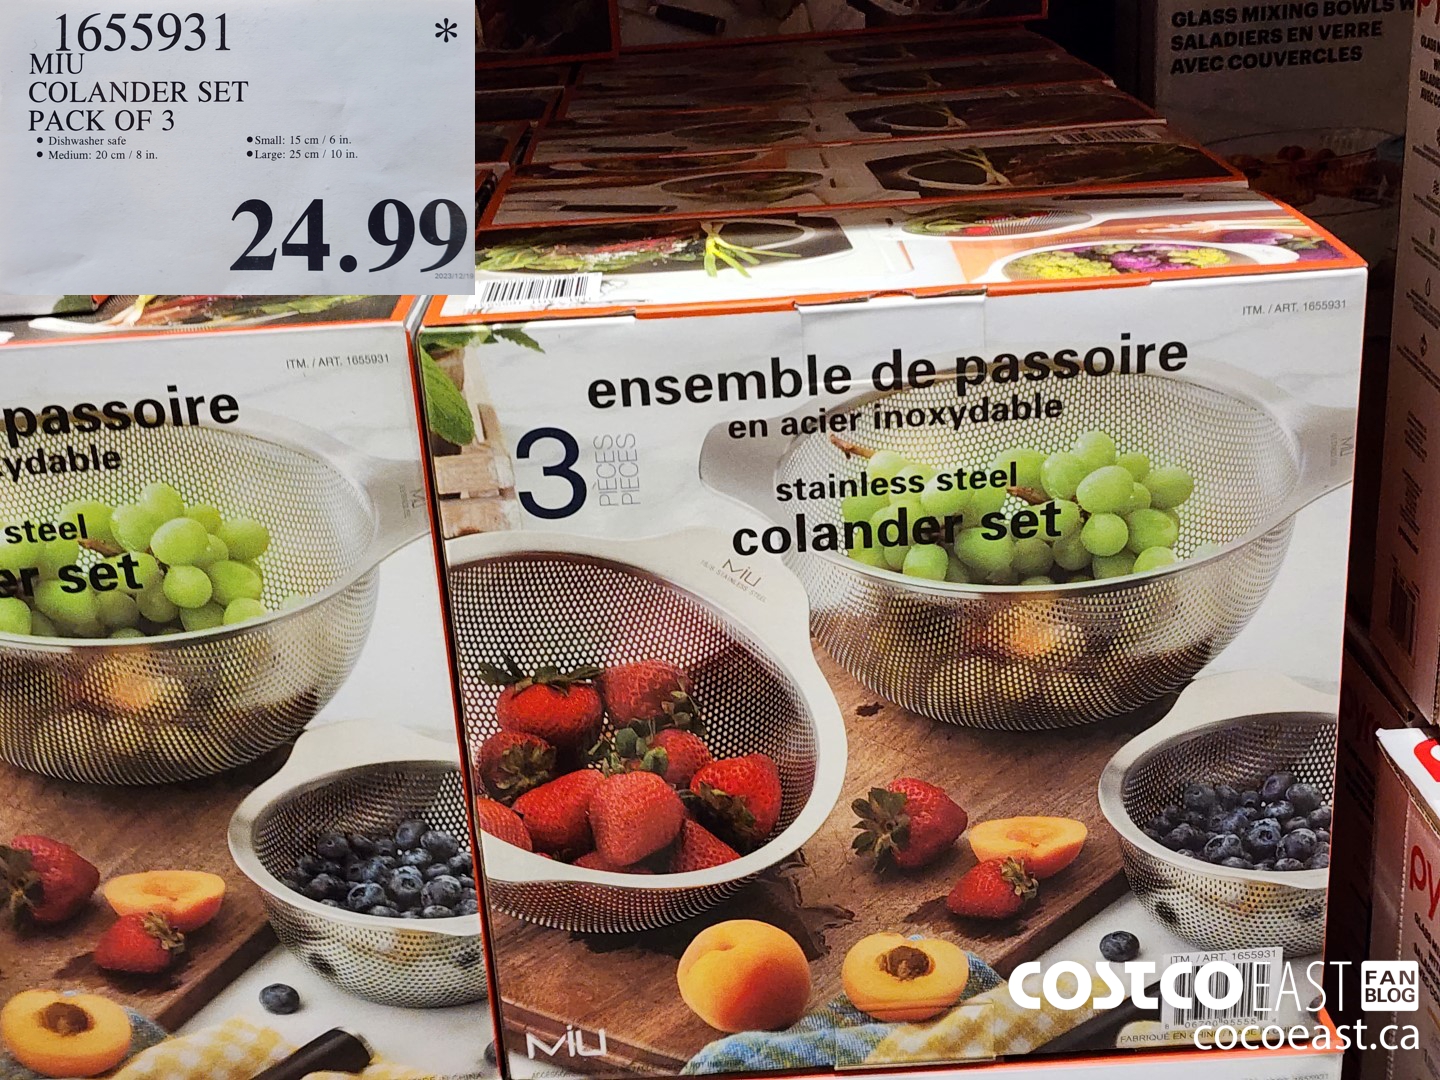 1655931 *
MIU
COLANDER SET
PACK OF 3
• Dishwasher safe
• Medium: 20 cm / 8 in.
• Small: 15 cm / 6 in.
• Large: 25 cm / 10 in.
24.99
GLASS MIXING BOWLS
SALADIERS EN VERRE
AVEC COUVERCLES
ITM. / ART. 1655931
passoire
ydable
steel
er set
ITM. / ART. 1655931
ensemble de passoire
en acier inoxydable
3
PIÈCES
PIECES
stainless steel
colander set
MIU
MIU
ITM. / ART. 1655931
MIU
COSTCO EAST FAN BLOG
cocoeast.ca